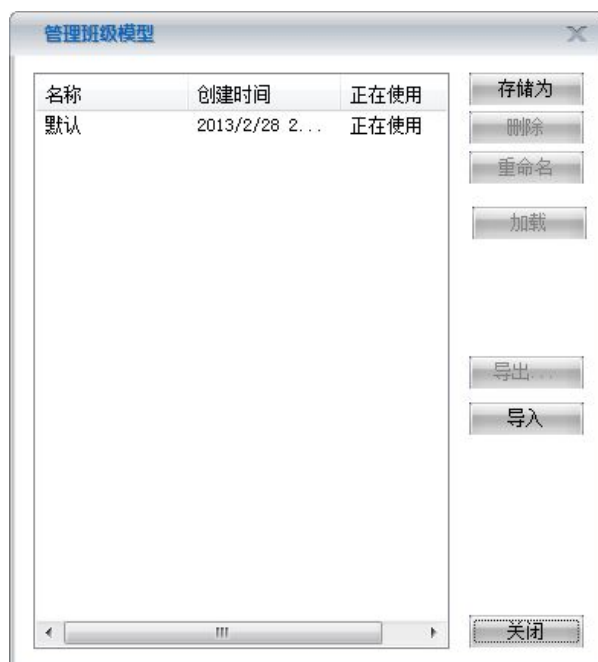 管理班级模型
名称 创建时间 正在使用
默认 2013/2/28 2... 正在使用
存储为
删除
重命名
加载
导出...
导入
关闭